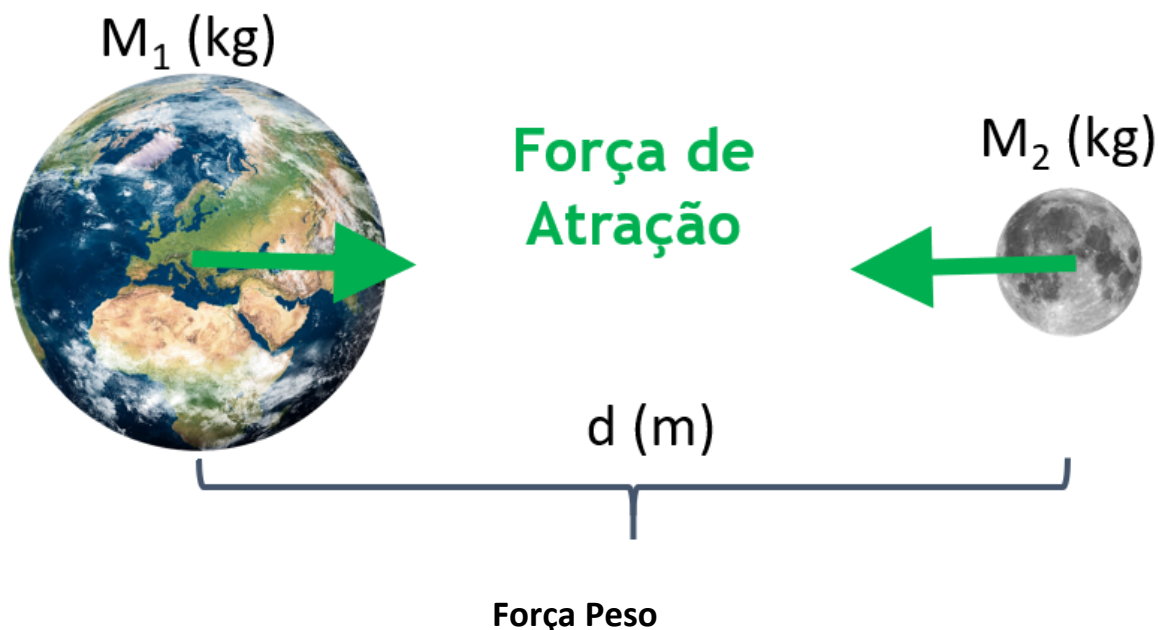 M₁ (kg)
Força de
Atração
M₂ (kg)
d (m)
Força Peso